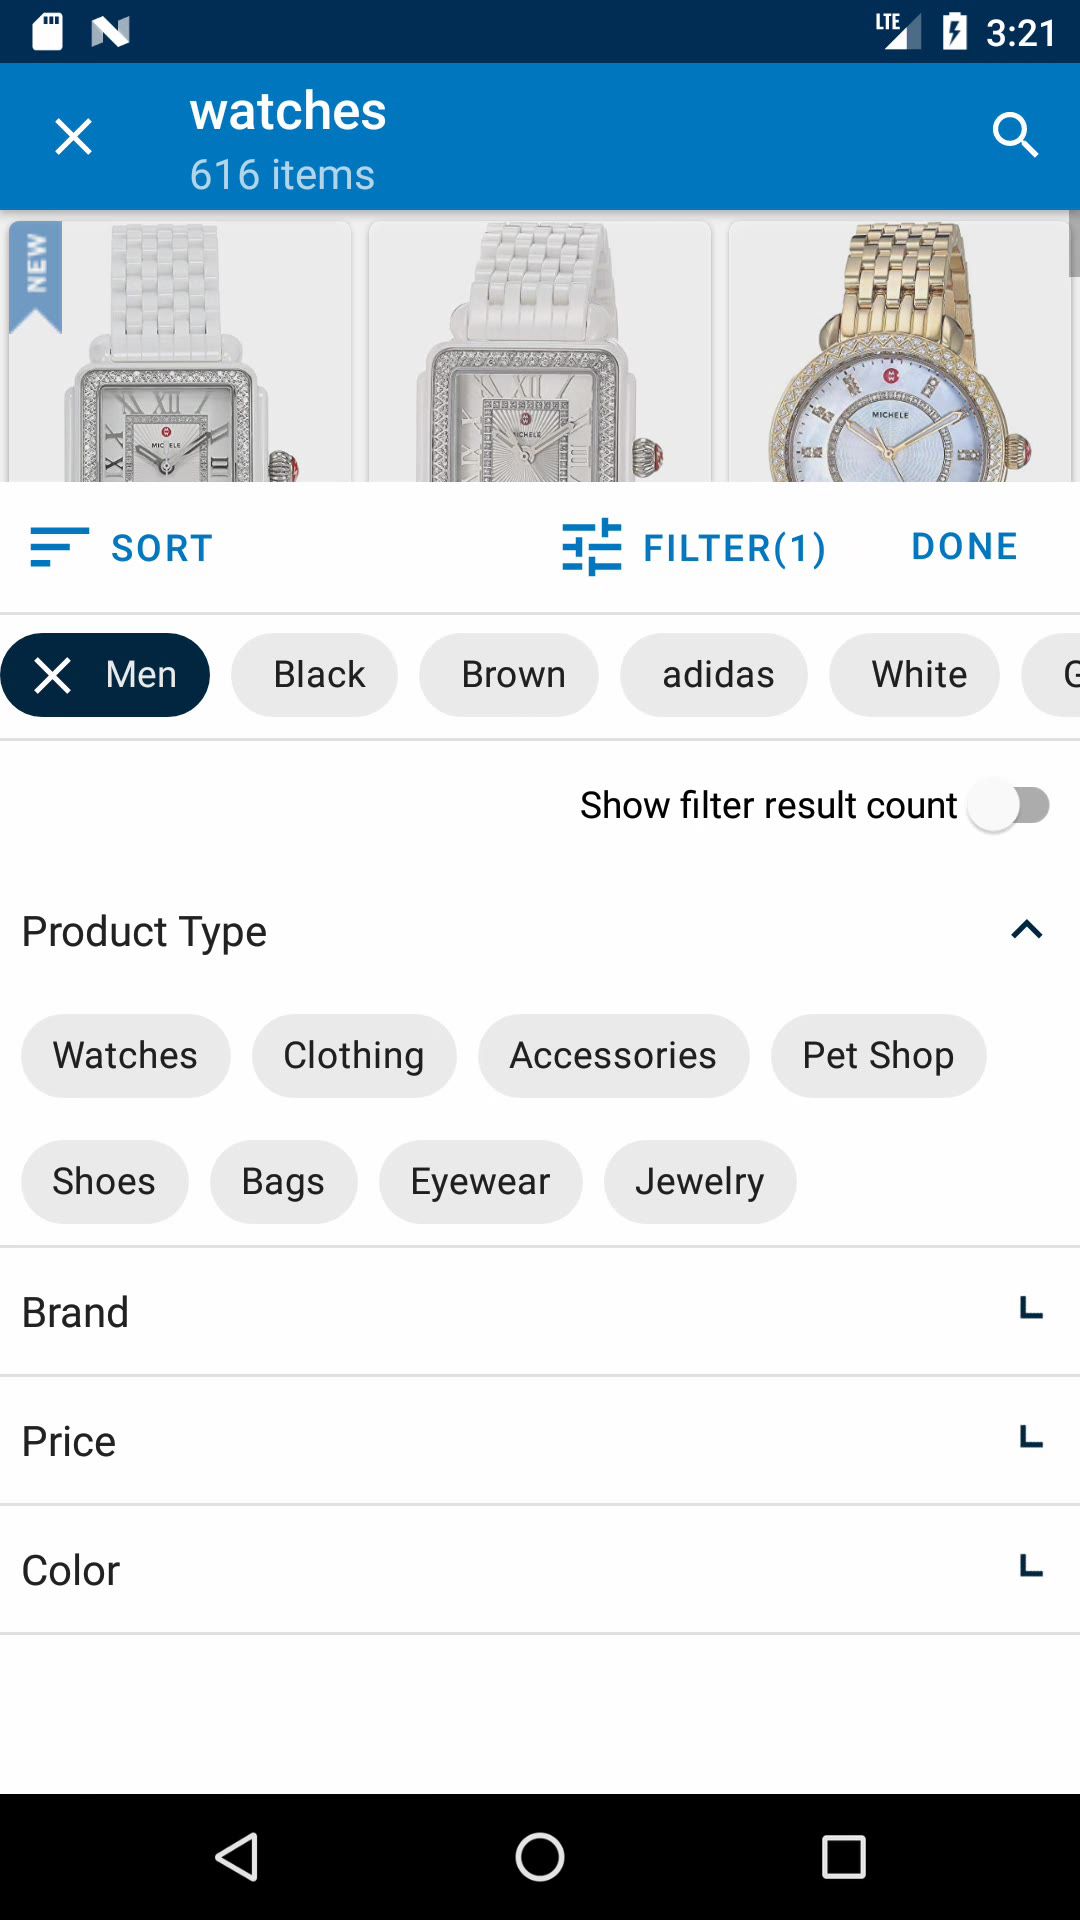 LTE 3:21
watches
616 items
NEW
MICHELE
SORT FILTER(1) DONE
Men Black Brown adidas White
Show filter result count
Product Type
Watches Clothing Accessories Pet Shop
Shoes Bags Eyewear Jewelry
Brand
Price
Color